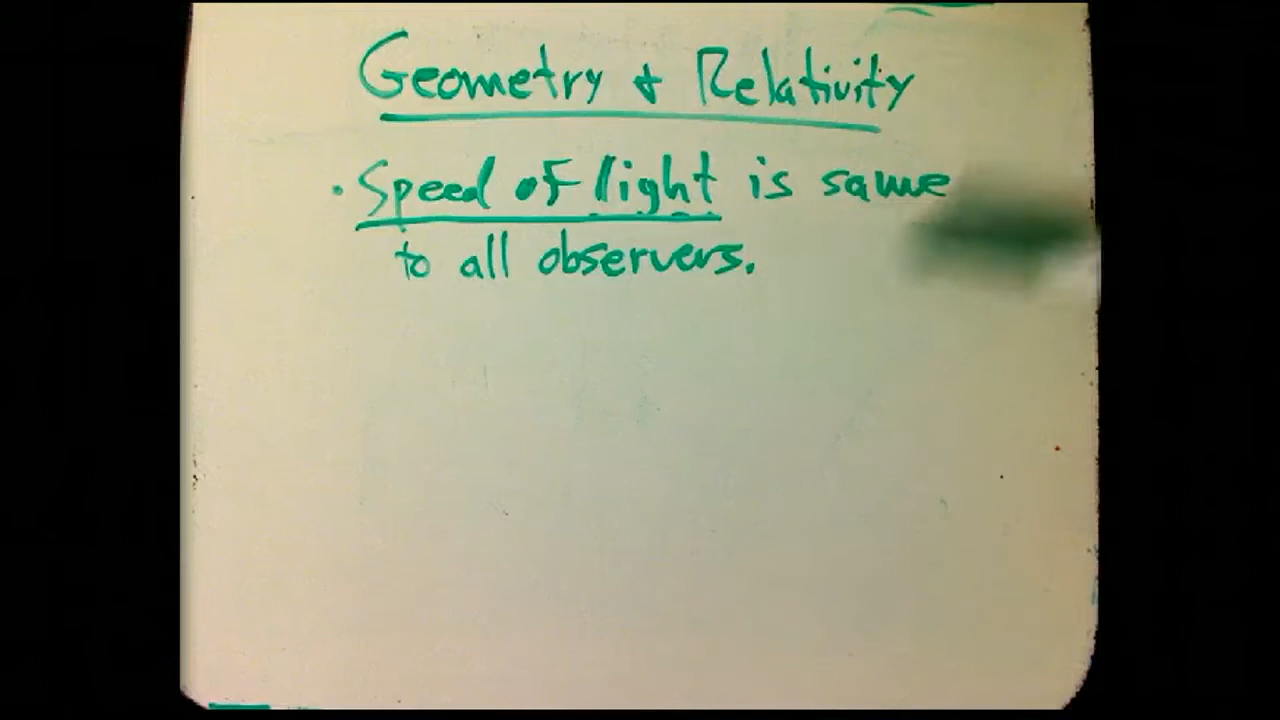 Geometry & Relativity
· Speed of light is same
to all observers.